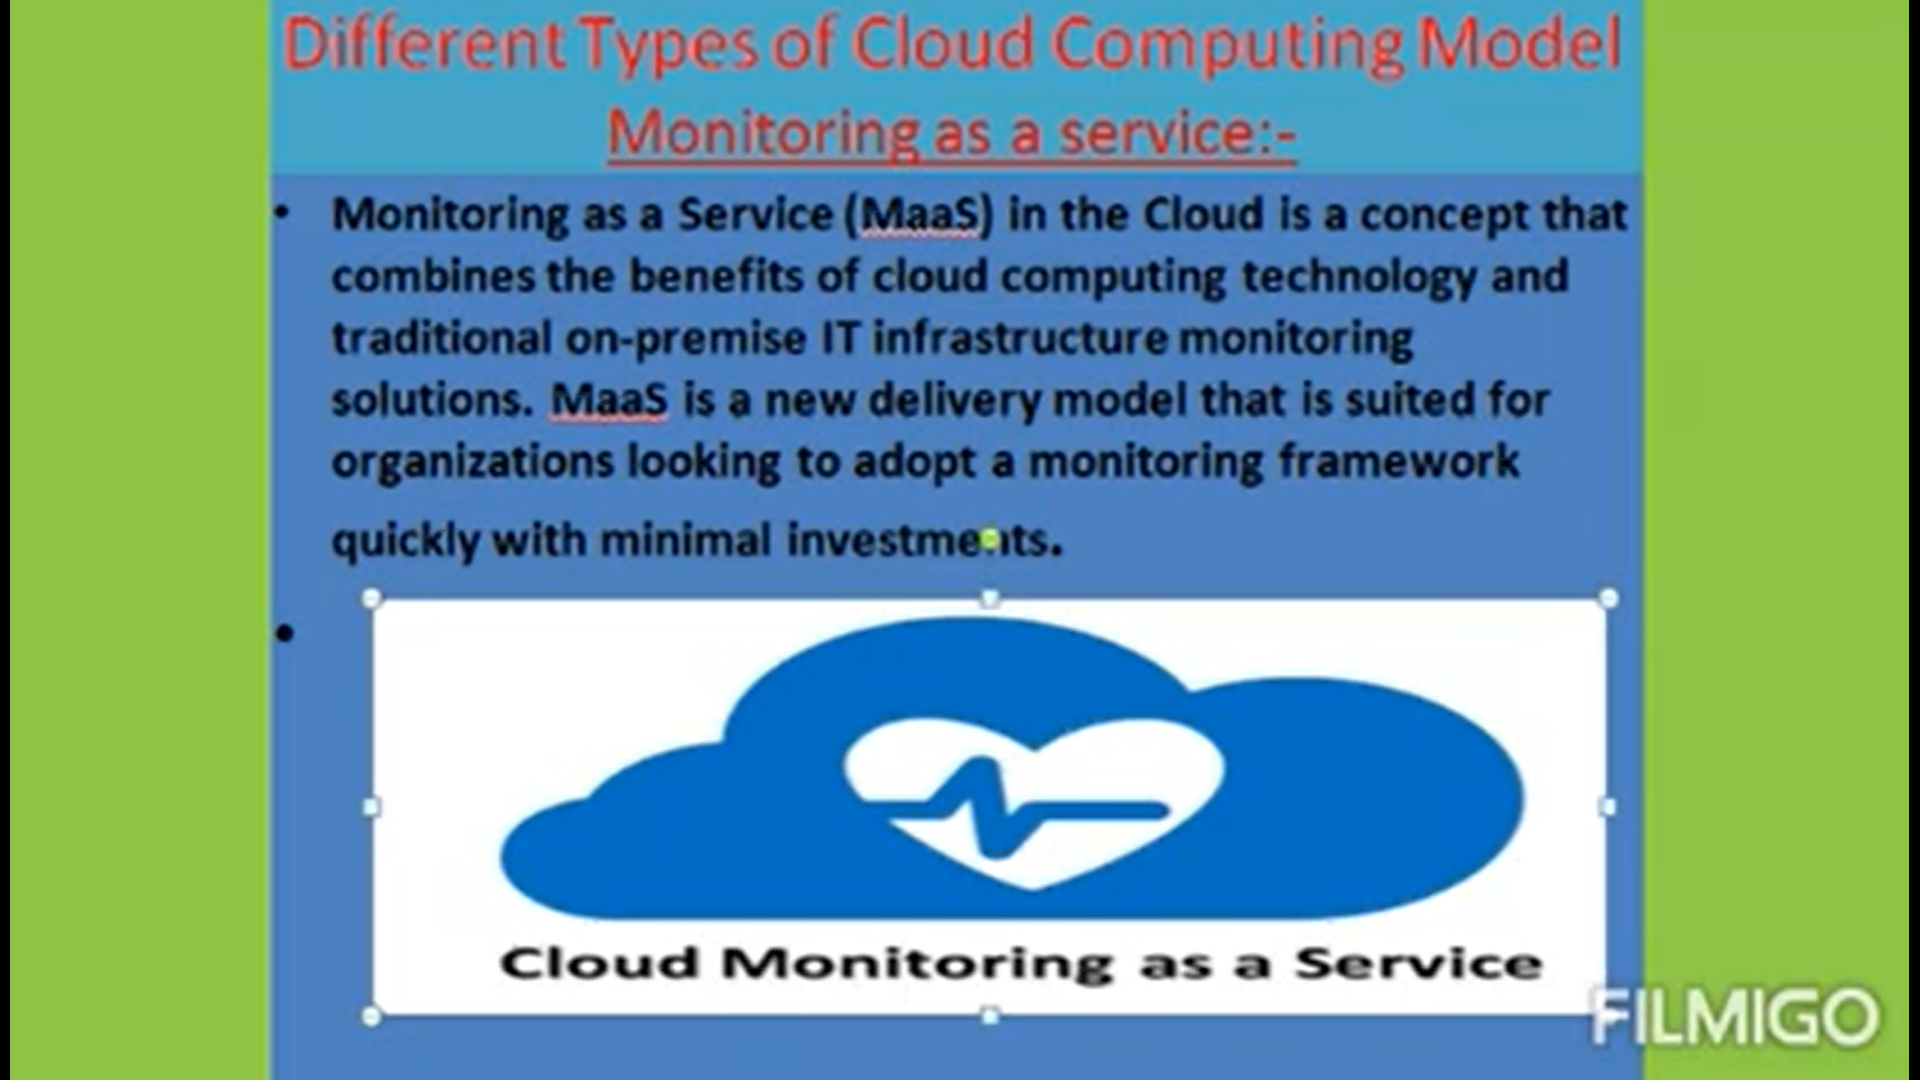 Different Types of Cloud Computing Model
Monitoring as a service:-
• Monitoring as a Service (MaaS) in the Cloud is a concept that
combines the benefits of cloud computing technology and
traditional on-premise IT infrastructure monitoring
solutions. MaaS is a new delivery model that is suited for
organizations looking to adopt a monitoring framework
quickly with minimal investments.
•
Cloud Monitoring as a Service
FILMIGO